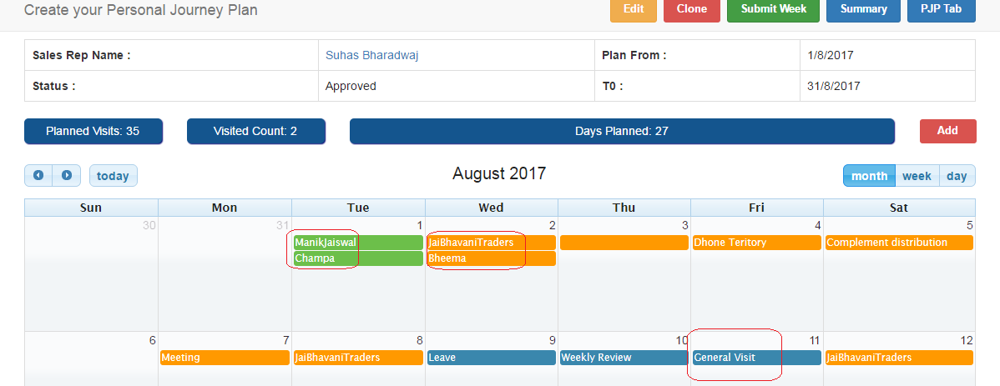 Create your Personal Journey Plan Edit Clone Submit Week Summary PJP Tab
Sales Rep Name : Suhas Bharadwaj Plan From : 1/8/2017
Status : Approved T0 : 31/8/2017
Planned Visits: 35 Visited Count: 2 Days Planned: 27 Add
today August 2017 month week day
Sun Mon Tue Wed Thu Fri Sat
30 31 1 2 3 4 5
ManikJaiswal JaiBhavaniTraders Dhone Teritory Complement distribution
Champa Bheema
6 7 8 9 10 11 12
Meeting JaiBhavaniTraders Leave Weekly Review General Visit JaiBhavaniTraders